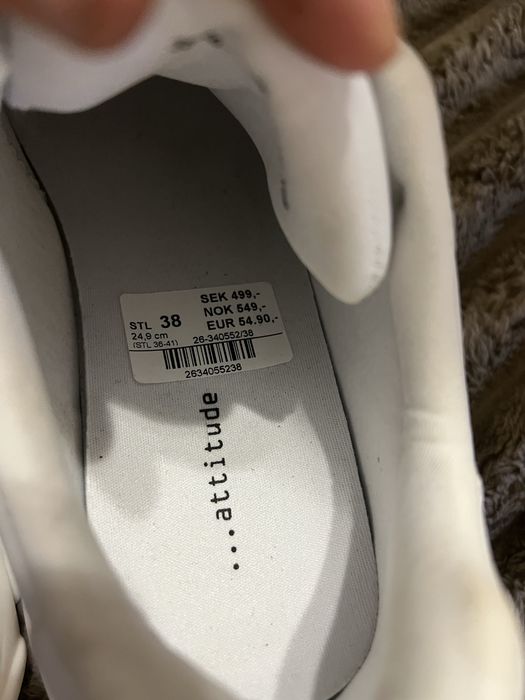 SEK 499,-
STL 38 NOK 549,-
24,9 cm EUR 54.90,-
(STL 36-41) 26-340552/38
2634055238
...attitude